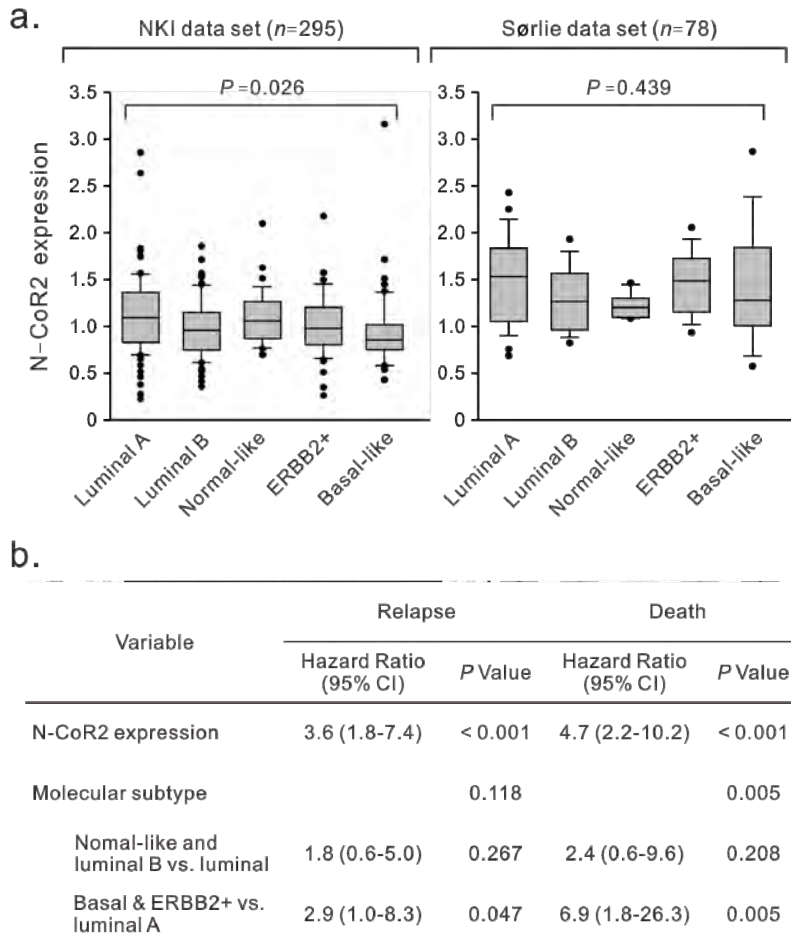 a.
NKI data set (n=295)
Sørlie data set (n=78)
P=0.026
P=0.439
N-CoR2 expression
3.5
3.0
2.5
2.0
1.5
1.0
0.5
0
3.5
3.0
2.5
2.0
1.5
1.0
0.5
0
Luminal A
Luminal B
Normal-like
ERBB2+
Basal-like
Luminal A
Luminal B
Normal-like
ERBB2+
Basal-like
b.
Relapse Death
Variable
Hazard Ratio P Value Hazard Ratio P Value
(95% CI) (95% CI)
N-CoR2 expression 3.6 (1.8-7.4) < 0.001 4.7 (2.2-10.2) < 0.001
Molecular subtype 0.118 0.005
Nomal-like and
luminal B vs. luminal 1.8 (0.6-5.0) 0.267 2.4 (0.6-9.6) 0.208
Basal & ERBB2+ vs.
luminal A 2.9 (1.0-8.3) 0.047 6.9 (1.8-26.3) 0.005